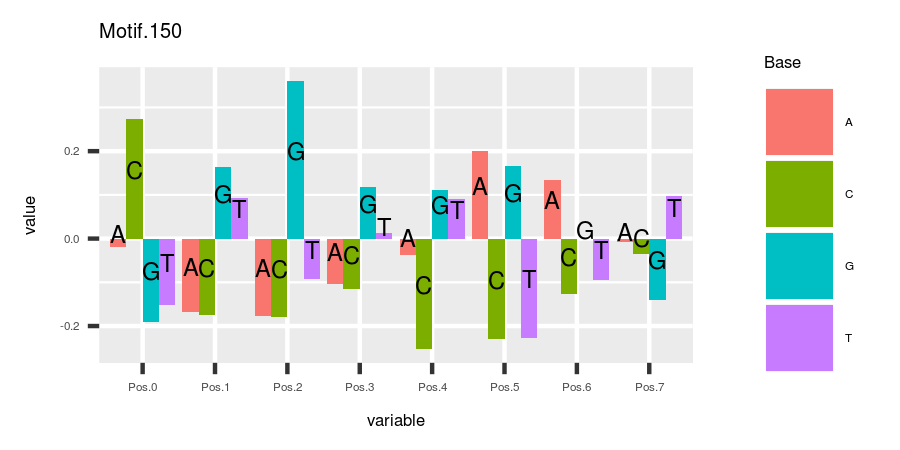 Motif.150
value
0.2
0.0
-0.2
A C G T
A C G T
A C G T
A C G T
A C G T
A C G T
A C G T
A C G T
Pos.0 Pos.1 Pos.2 Pos.3 Pos.4 Pos.5 Pos.6 Pos.7
variable
Base
A
C
G
T